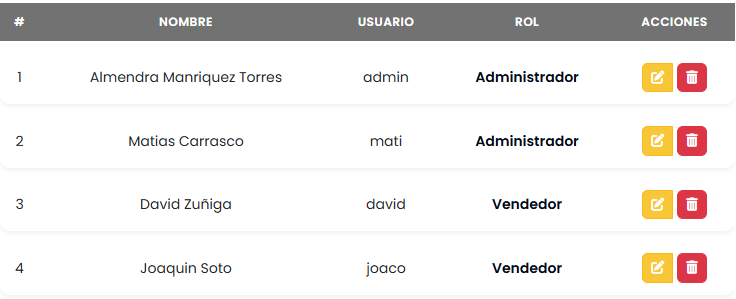 # NOMBRE USUARIO ROL ACCIONES
1 Almendra Manriquez Torres admin Administrador
2 Matias Carrasco mati Administrador
3 David Zuñiga david Vendedor
4 Joaquin Soto joaco Vendedor